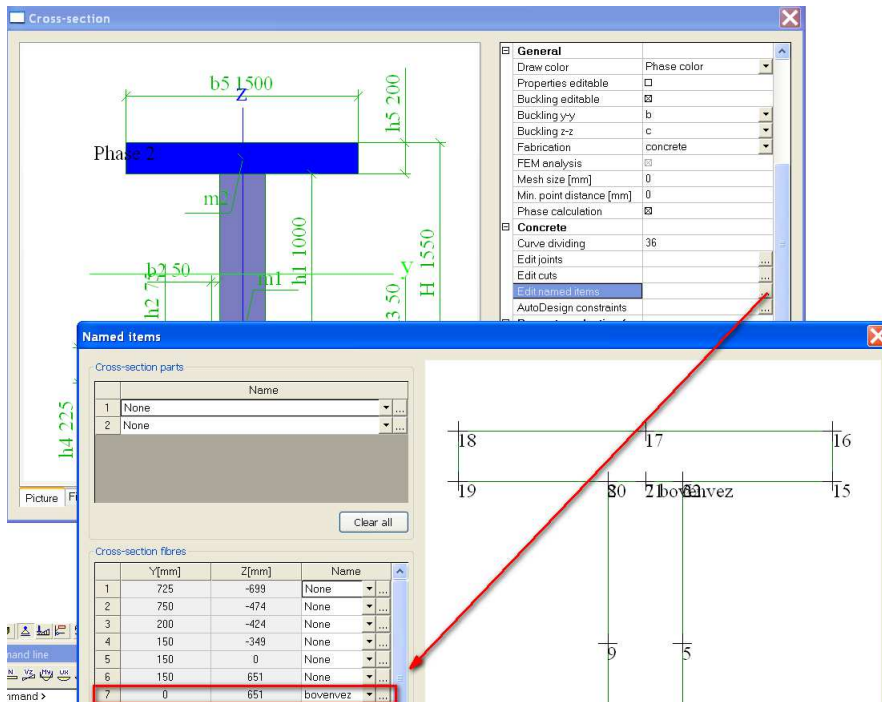 Cross-section
b5 1500
Z
h5 200
Phase 2
m2
h1 1000
H 1550
b2 50
Y
m1
h4 225
Picture
General
Draw color Phase color
Properties editable
Buckling editable
Buckling y-y b
Buckling z-z c
Fabrication concrete
FEM analysis
Mesh size [mm] 0
Min. point distance [mm] 0
Phase calculation
Concrete
Curve dividing 36
Edit joints ...
Edit cuts ...
Edit named items ...
AutoDesign constraints ...
Named items
Cross-section parts
Name
1 None ...
2 None ...
Clear all
Cross-section fibres
Y[mm] Z[mm] Name
1 725 -699 None ...
2 750 -474 None ...
3 200 -424 None ...
4 150 -349 None ...
5 150 0 None ...
6 150 651 None ...
7 0 651 bovenvez ...
18 17 16
19 15
9 5